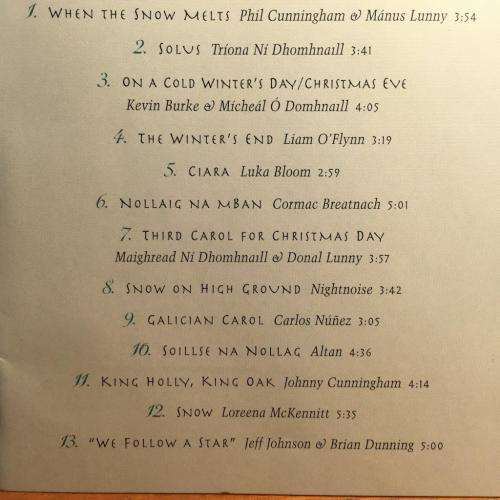 1. WHEN THE SNOW MELTS Phil Cunningham & Mánus Lunny 3:54
2. SOLUS Tríona Ní Dhomhnaıll 3:41
3. ON A COLD WINTER'S DAY/CHRISTMAS EVE
Kevin Burke & Mícheál Ó Domhnaıll 4:05
4. THE WINTER'S END Liam O'Flynn 3:19
5. CIARA Luka Bloom 2:59
6. NOLLAIG NA MBAN Cormac Breatnach 5:01
7. THIRD CAROL FOR CHRISTMAS DAY
Maighread Ní Dhomhnaıll & Donal Lunny 3:57
8. SNOW ON HIGH GROUND Nightnoise 3:42
9. GALICIAN CAROL Carlos Núñez 3:05
10. SOILLSE NA NOLLAG Altan 4:36
11. KING HOLLY, KING OAK Johnny Cunningham 4:14
12. SNOW Loreena McKennitt 5:35
13. "WE FOLLOW A STAR" Jeff Johnson & Brian Dunning 5:00